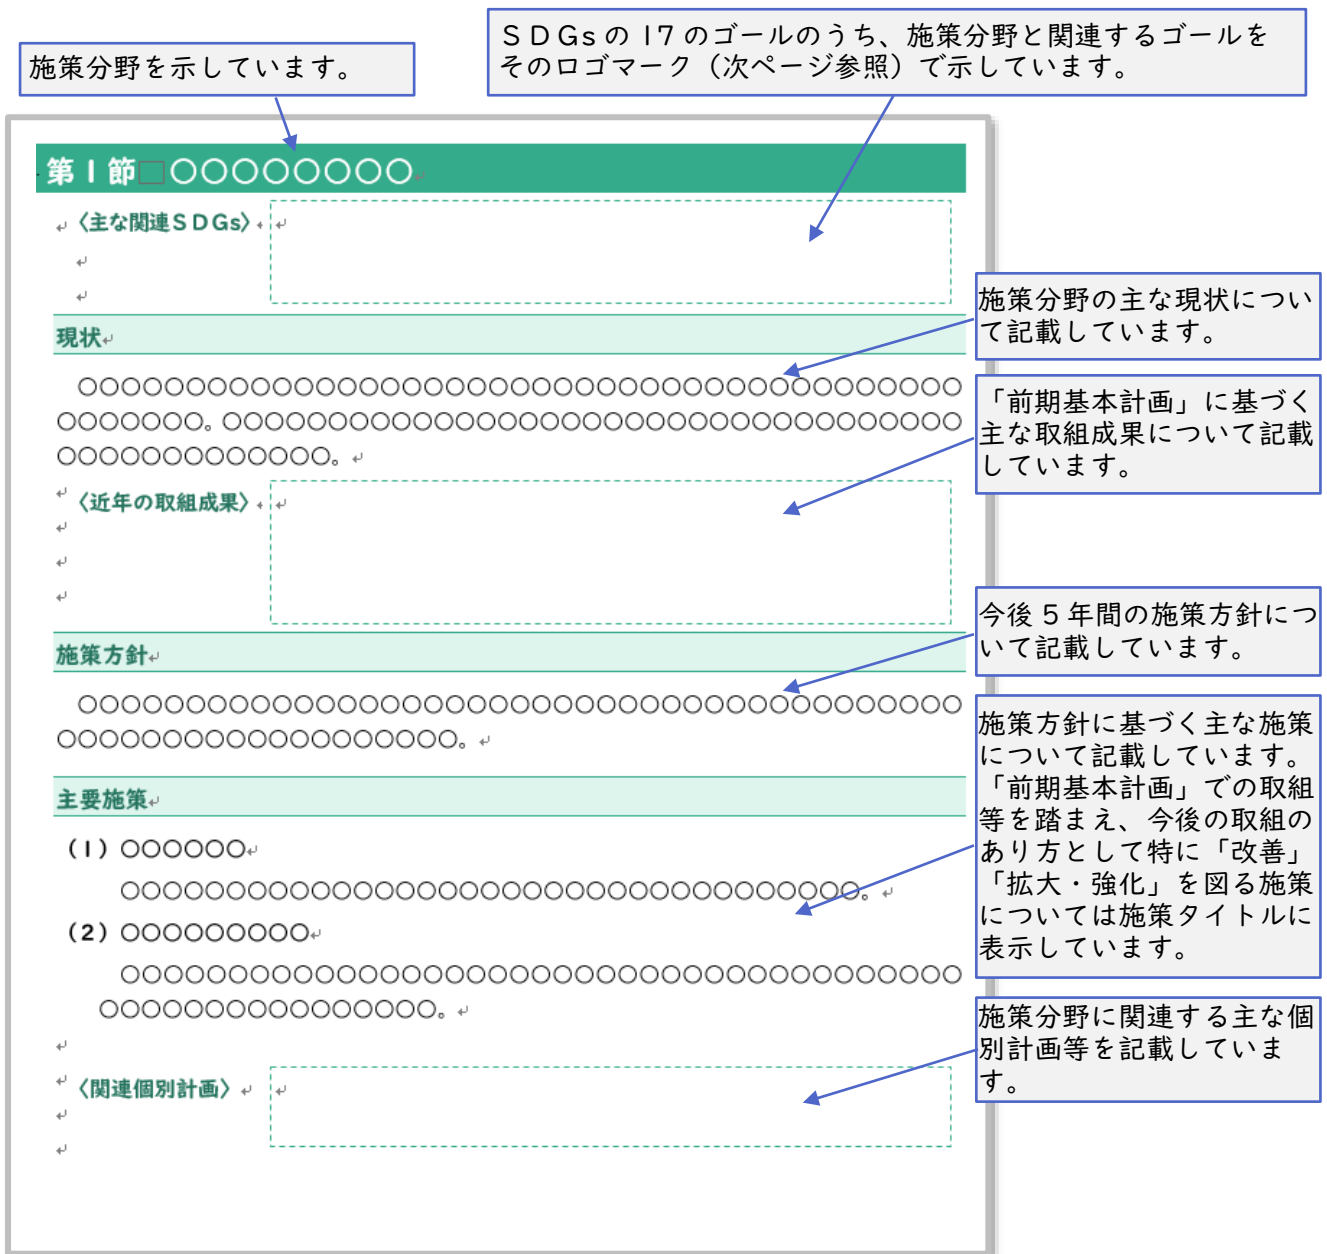 施策分野を示しています。
ＳＤＧｓの17のゴールのうち、施策分野と関連するゴールを
そのロゴマーク（次ページ参照）で示しています。
第１節□○○○○○○○○
〈主な関連ＳＤＧｓ〉
現状
施策分野の主な現状につい
て記載しています。
○○○○○○○○○○○○○○○○○○○○○○○○○○○○○○○○○○○○○○○○○
○○○○○○○。○○○○○○○○○○○○○○○○○○○○○○○○○○○○○○○○○○
○○○○○○○○○○○○○。
「前期基本計画」に基づく
主な取組成果について記載
しています。
〈近年の取組成果〉
施策方針
今後５年間の施策方針につ
いて記載しています。
○○○○○○○○○○○○○○○○○○○○○○○○○○○○○○○○○○○○○○○○○
○○○○○○○○○○○○○○○○○○○。
主要施策
（１）○○○○○○
○○○○○○○○○○○○○○○○○○○○○○○○○○○○○○○○○○。
（２）○○○○○○○○○
○○○○○○○○○○○○○○○○○○○○○○○○○○○○○○○○○○○○○○○
○○○○○○○○○○○○○○○○。
施策方針に基づく主な施策
について記載しています。
「前期基本計画」での取組
等を踏まえ、今後の取組の
あり方として特に「改善」
「拡大・強化」を図る施策
については施策タイトルに
表示しています。
〈関連個別計画〉
施策分野に関連する主な個
別計画等を記載していま
す。